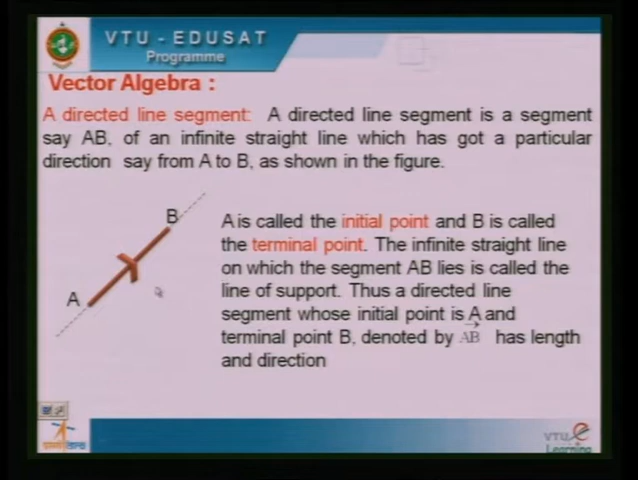 VTU - EDUSAT
Programme
Vector Algebra :
A directed line segment: A directed line segment is a segment
say AB, of an infinite straight line which has got a particular
direction say from A to B, as shown in the figure.
B
A
A is called the initial point and B is called
the terminal point. The infinite straight line
on which the segment AB lies is called the
line of support. Thus a directed line
segment whose initial point is A and
terminal point B, denoted by AB has length
and direction
VTU e
Learning